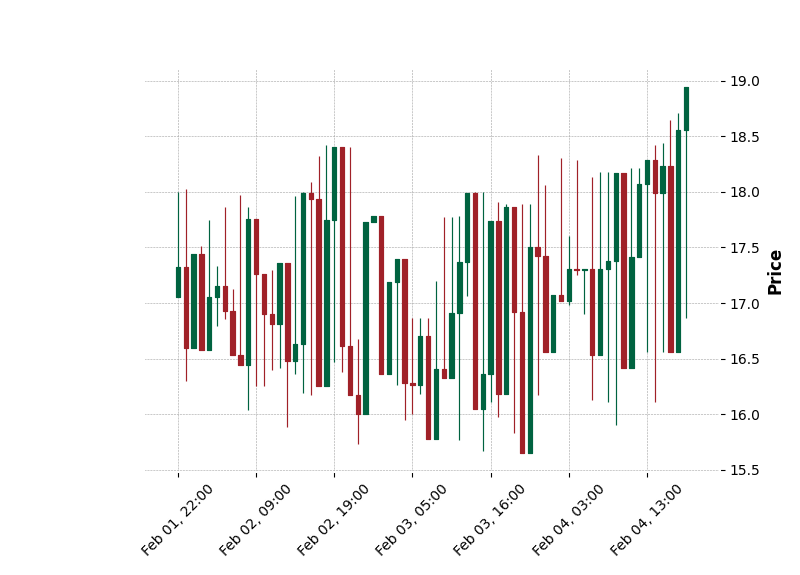 19.0
18.5
18.0
17.5
17.0
16.5
16.0
15.5
Price
Feb 01, 22:00
Feb 02, 09:00
Feb 02, 19:00
Feb 03, 05:00
Feb 03, 16:00
Feb 04, 03:00
Feb 04, 13:00